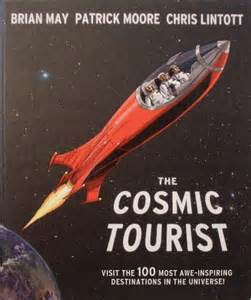 BRIAN MAY PATRICK MOORE CHRIS LINTOTT
THE
COSMIC
TOURIST
VISIT THE 100 MOST AWE-INSPIRING
DESTINATIONS IN THE UNIVERSE!